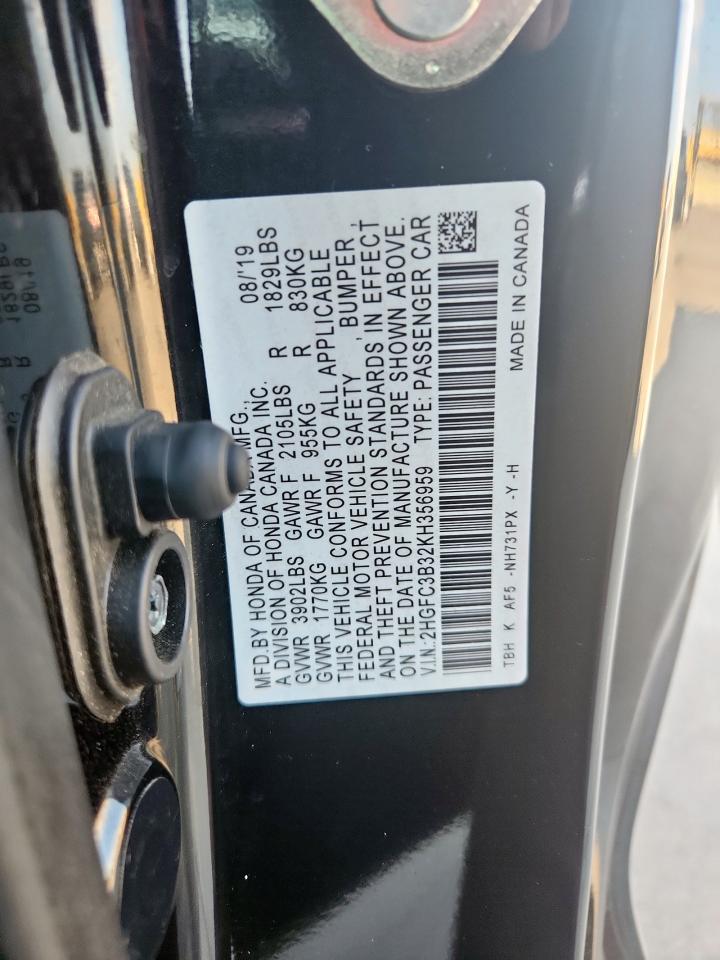 MFD.BY HONDA OF CANADA MFG., 08/'19
A DIVISION OF HONDA CANADA INC.
GVWR 3902LBS GAWR F 2105LBS R 1829LBS
GVWR 1770KG GAWR F 955KG R 830KG
THIS VEHICLE CONFORMS TO ALL APPLICABLE
FEDERAL MOTOR VEHICLE SAFETY , BUMPER ,
AND THEFT PREVENTION STANDARDS IN EFFECT
ON THE DATE OF MANUFACTURE SHOWN ABOVE.
V.I.N.:2HGFC3B32KH356959 TYPE: PASSENGER CAR
TBH K AF5 -NH731PX -Y -H MADE IN CANADA